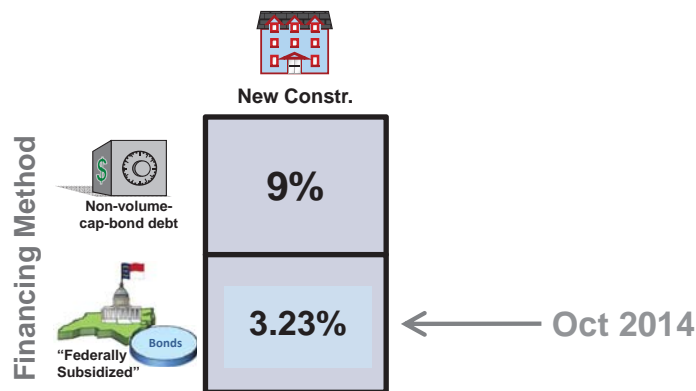 New Constr.
Financing Method
$
Non-volume-
cap-bond debt
9%
Bonds
“Federally
Subsidized”
3.23%
Oct 2014